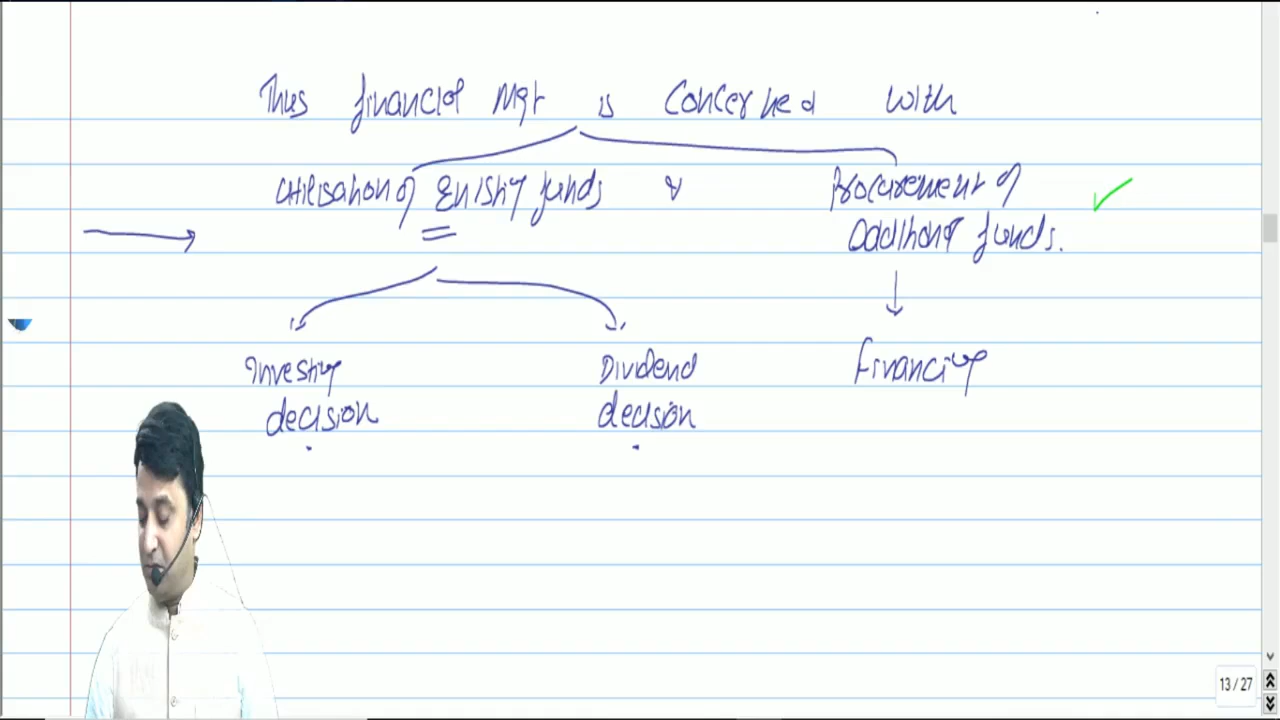 Thus financial Mgt is Concerned with
Utilisation of Existing funds & Procurement of
additional funds.
Investing Dividend Financing
decision decision
13 / 27